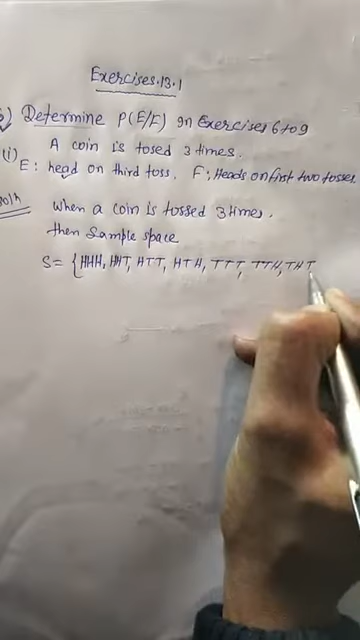 Exercises.13.1
6) Determine P(E/F) in Exercises 6 to 9
(i) A coin is tosed 3 times.
E: head on third toss. F: Heads on first two tosses
Soln When a coin is tossed 3 times.
then Sample space
S= {HHH, HHT, HTT, HTH, TTT, TTH, THT